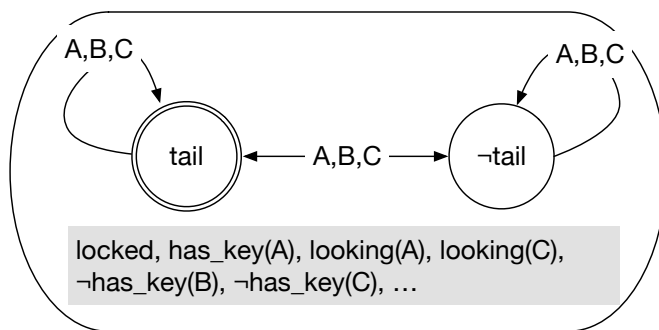 A,B,C
A,B,C
tail
A,B,C
¬tail
locked, has_key(A), looking(A), looking(C),
¬has_key(B), ¬has_key(C), …